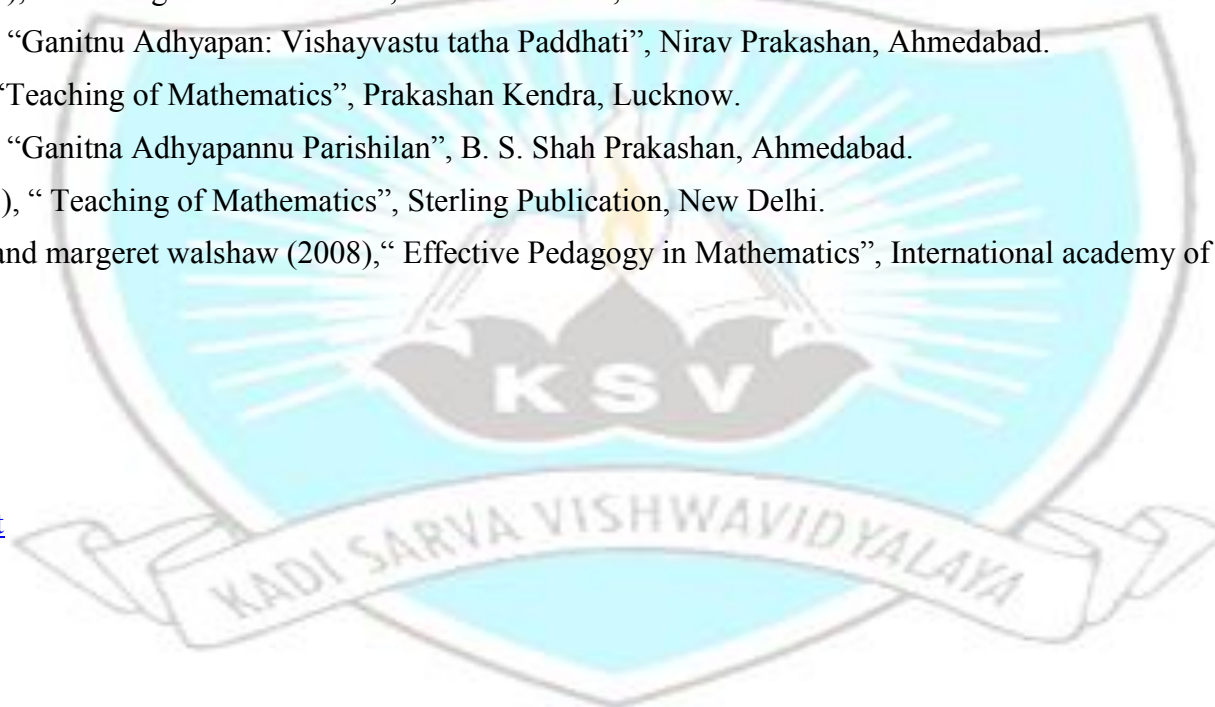 “Ganitnu Adhyapan: Vishayvastu tatha Paddhati”, Nirav Prakashan, Ahmedabad.
“Teaching of Mathematics”, Prakashan Kendra, Lucknow.
“Ganitna Adhyapannu Parishilan”, B. S. Shah Prakashan, Ahmedabad.
), “ Teaching of Mathematics”, Sterling Publication, New Delhi.
and margeret walshaw (2008),“ Effective Pedagogy in Mathematics”, International academy of
KSV
KADI SARVA VISHWAVIDYALAYA